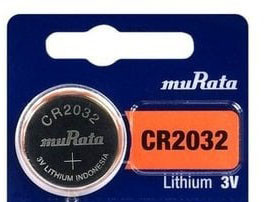 muRata
CR2032
muRata
+
3V LITHIUM INDONESIA
CR2032
Lithium 3V